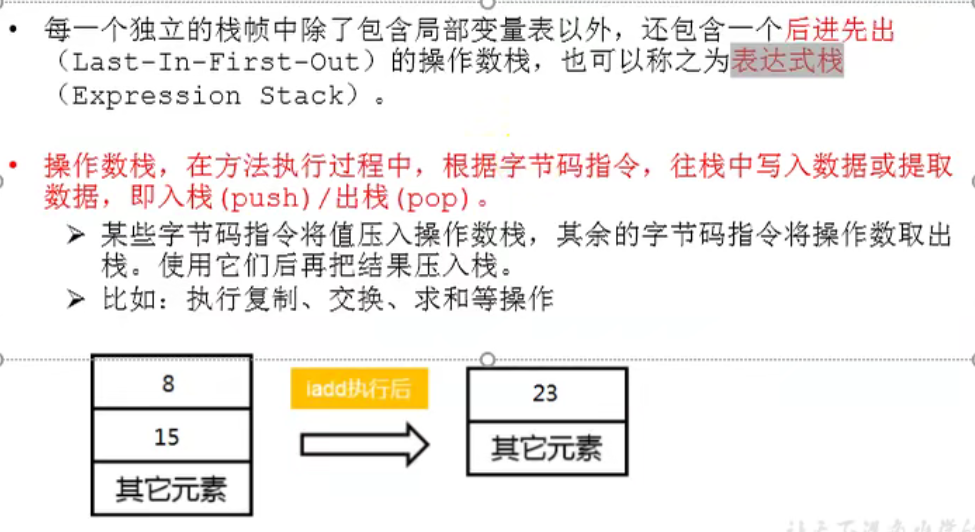 • 每一个独立的栈帧中除了包含局部变量表以外，还包含一个后进先出
（Last-In-First-Out）的操作数栈，也可以称之为表达式栈
（Expression Stack）。
• 操作数栈，在方法执行过程中，根据字节码指令，往栈中写入数据或提取
数据，即入栈(push)/出栈(pop)。
➢ 某些字节码指令将值压入操作数栈，其余的字节码指令将操作数取出
栈。使用它们后再把结果压入栈。
➢ 比如：执行复制、交换、求和等操作
8
15
其它元素
iadd执行后
23
其它元素